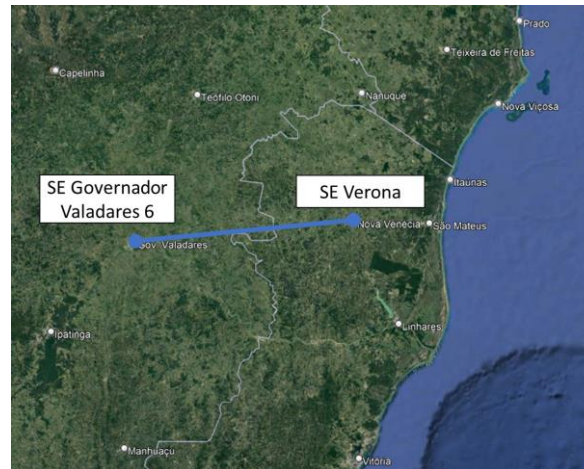 Prado
Teixeira de Freitas
Capelinha
Teófilo Otoni
Nanuque
Nova Viçosa
SE Governador
Valadares 6
SE Verona
Itaúnas
Nova Venécia
São Mateus
Gov. Valadares
Linhares
Ipatinga
Manhuaçu
Vitória